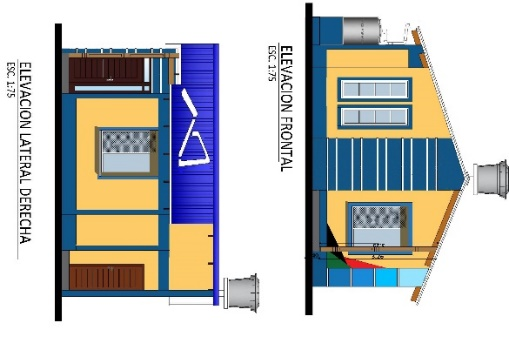 ELEVACION FRONTAL
ESC. 1:75
ELEVACION LATERAL DERECHA
ESC. 1:75